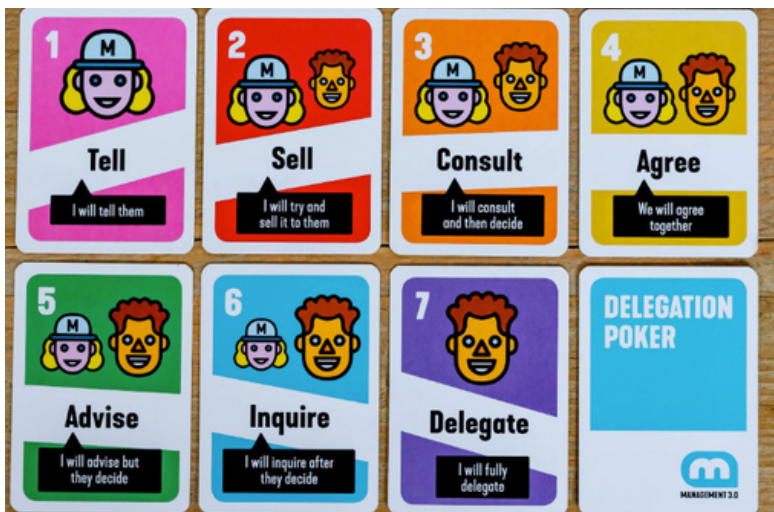 1
M
Tell
I will tell them
2
M
Sell
I will try and
sell it to them
3
M
Consult
I will consult
and then decide
4
M
Agree
We will agree
together
5
M
Advise
I will advise but
they decide
6
M
Inquire
I will inquire after
they decide
7
Delegate
I will fully
delegate
DELEGATION
POKER
m
MANAGEMENT 3.0